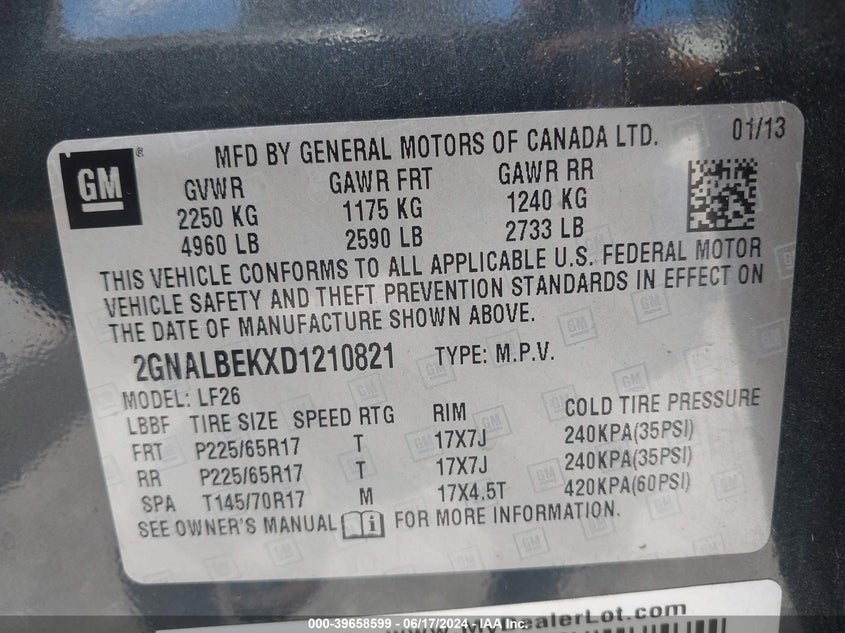 GM
®
MFD BY GENERAL MOTORS OF CANADA LTD. 01/13
GVWR GAWR FRT GAWR RR
2250 KG 1175 KG 1240 KG
4960 LB 2590 LB 2733 LB
THIS VEHICLE CONFORMS TO ALL APPLICABLE U.S. FEDERAL MOTOR
VEHICLE SAFETY AND THEFT PREVENTION STANDARDS IN EFFECT ON
THE DATE OF MANUFACTURE SHOWN ABOVE.
2GNALBEKXD1210821 TYPE: M.P.V.
MODEL: LF26
LBBF TIRE SIZE SPEED RTG RIM COLD TIRE PRESSURE
FRT P225/65R17 T 17X7J 240KPA(35PSI)
RR P225/65R17 T 17X7J 240KPA(35PSI)
SPA T145/70R17 M 17X4.5T 420KPA(60PSI)
SEE OWNER'S MANUAL FOR MORE INFORMATION.
www.MyDealerLot.com
000-39658599 - 06/17/2024 - IAA Inc.